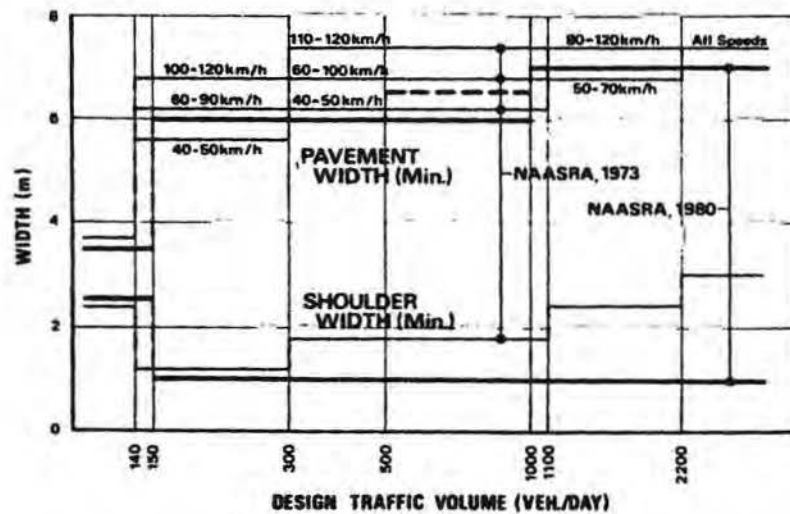 8
110-120km/h
80-120km/h
All Speeds
100-120km/h
60-100km/h
50-70km/h
60-90km/h
40-50km/h
6
40-50km/h
PAVEMENT
WIDTH (Min.)
NAASRA, 1973
NAASRA, 1980
WIDTH (m)
4
SHOULDER
WIDTH (Min.)
2
0
140
150
300
500
1000
1100
2200
DESIGN TRAFFIC VOLUME (VEH./DAY)